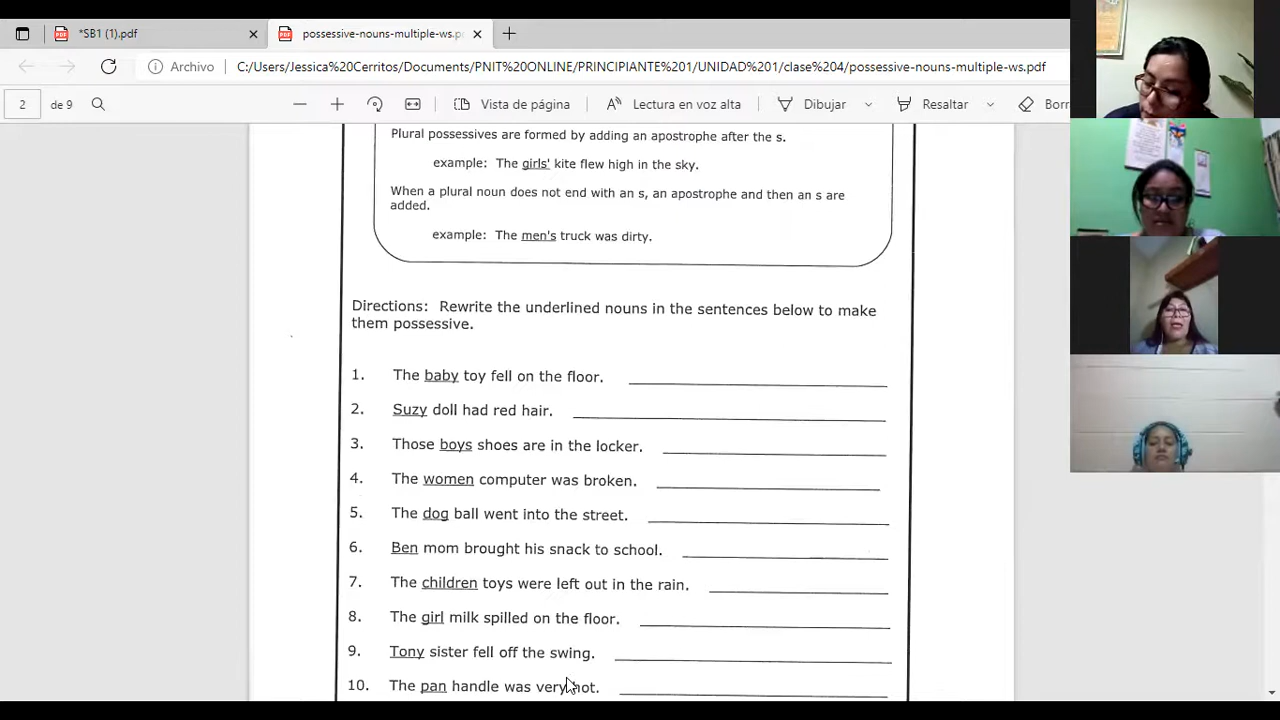 *SB1 (1).pdf
possessive-nouns-multiple-ws.p
Archivo
C:/Users/Jessica%20Cerritos/Documents/PNIT%20ONLINE/PRINCIPIANTE%201/UNIDAD%201/clase%204/possessive-nouns-multiple-ws.pdf
2 de 9 Vista de página Lectura en voz alta Dibujar Resaltar Borr
Plural possessives are formed by adding an apostrophe after the s.
example: The girls' kite flew high in the sky.
When a plural noun does not end with an s, an apostrophe and then an s are
added.
example: The men's truck was dirty.
Directions: Rewrite the underlined nouns in the sentences below to make
them possessive.
1. The baby toy fell on the floor.
2. Suzy doll had red hair.
3. Those boys shoes are in the locker.
4. The women computer was broken.
5. The dog ball went into the street.
6. Ben mom brought his snack to school.
7. The children toys were left out in the rain.
8. The girl milk spilled on the floor.
9. Tony sister fell off the swing.
10. The pan handle was very hot.